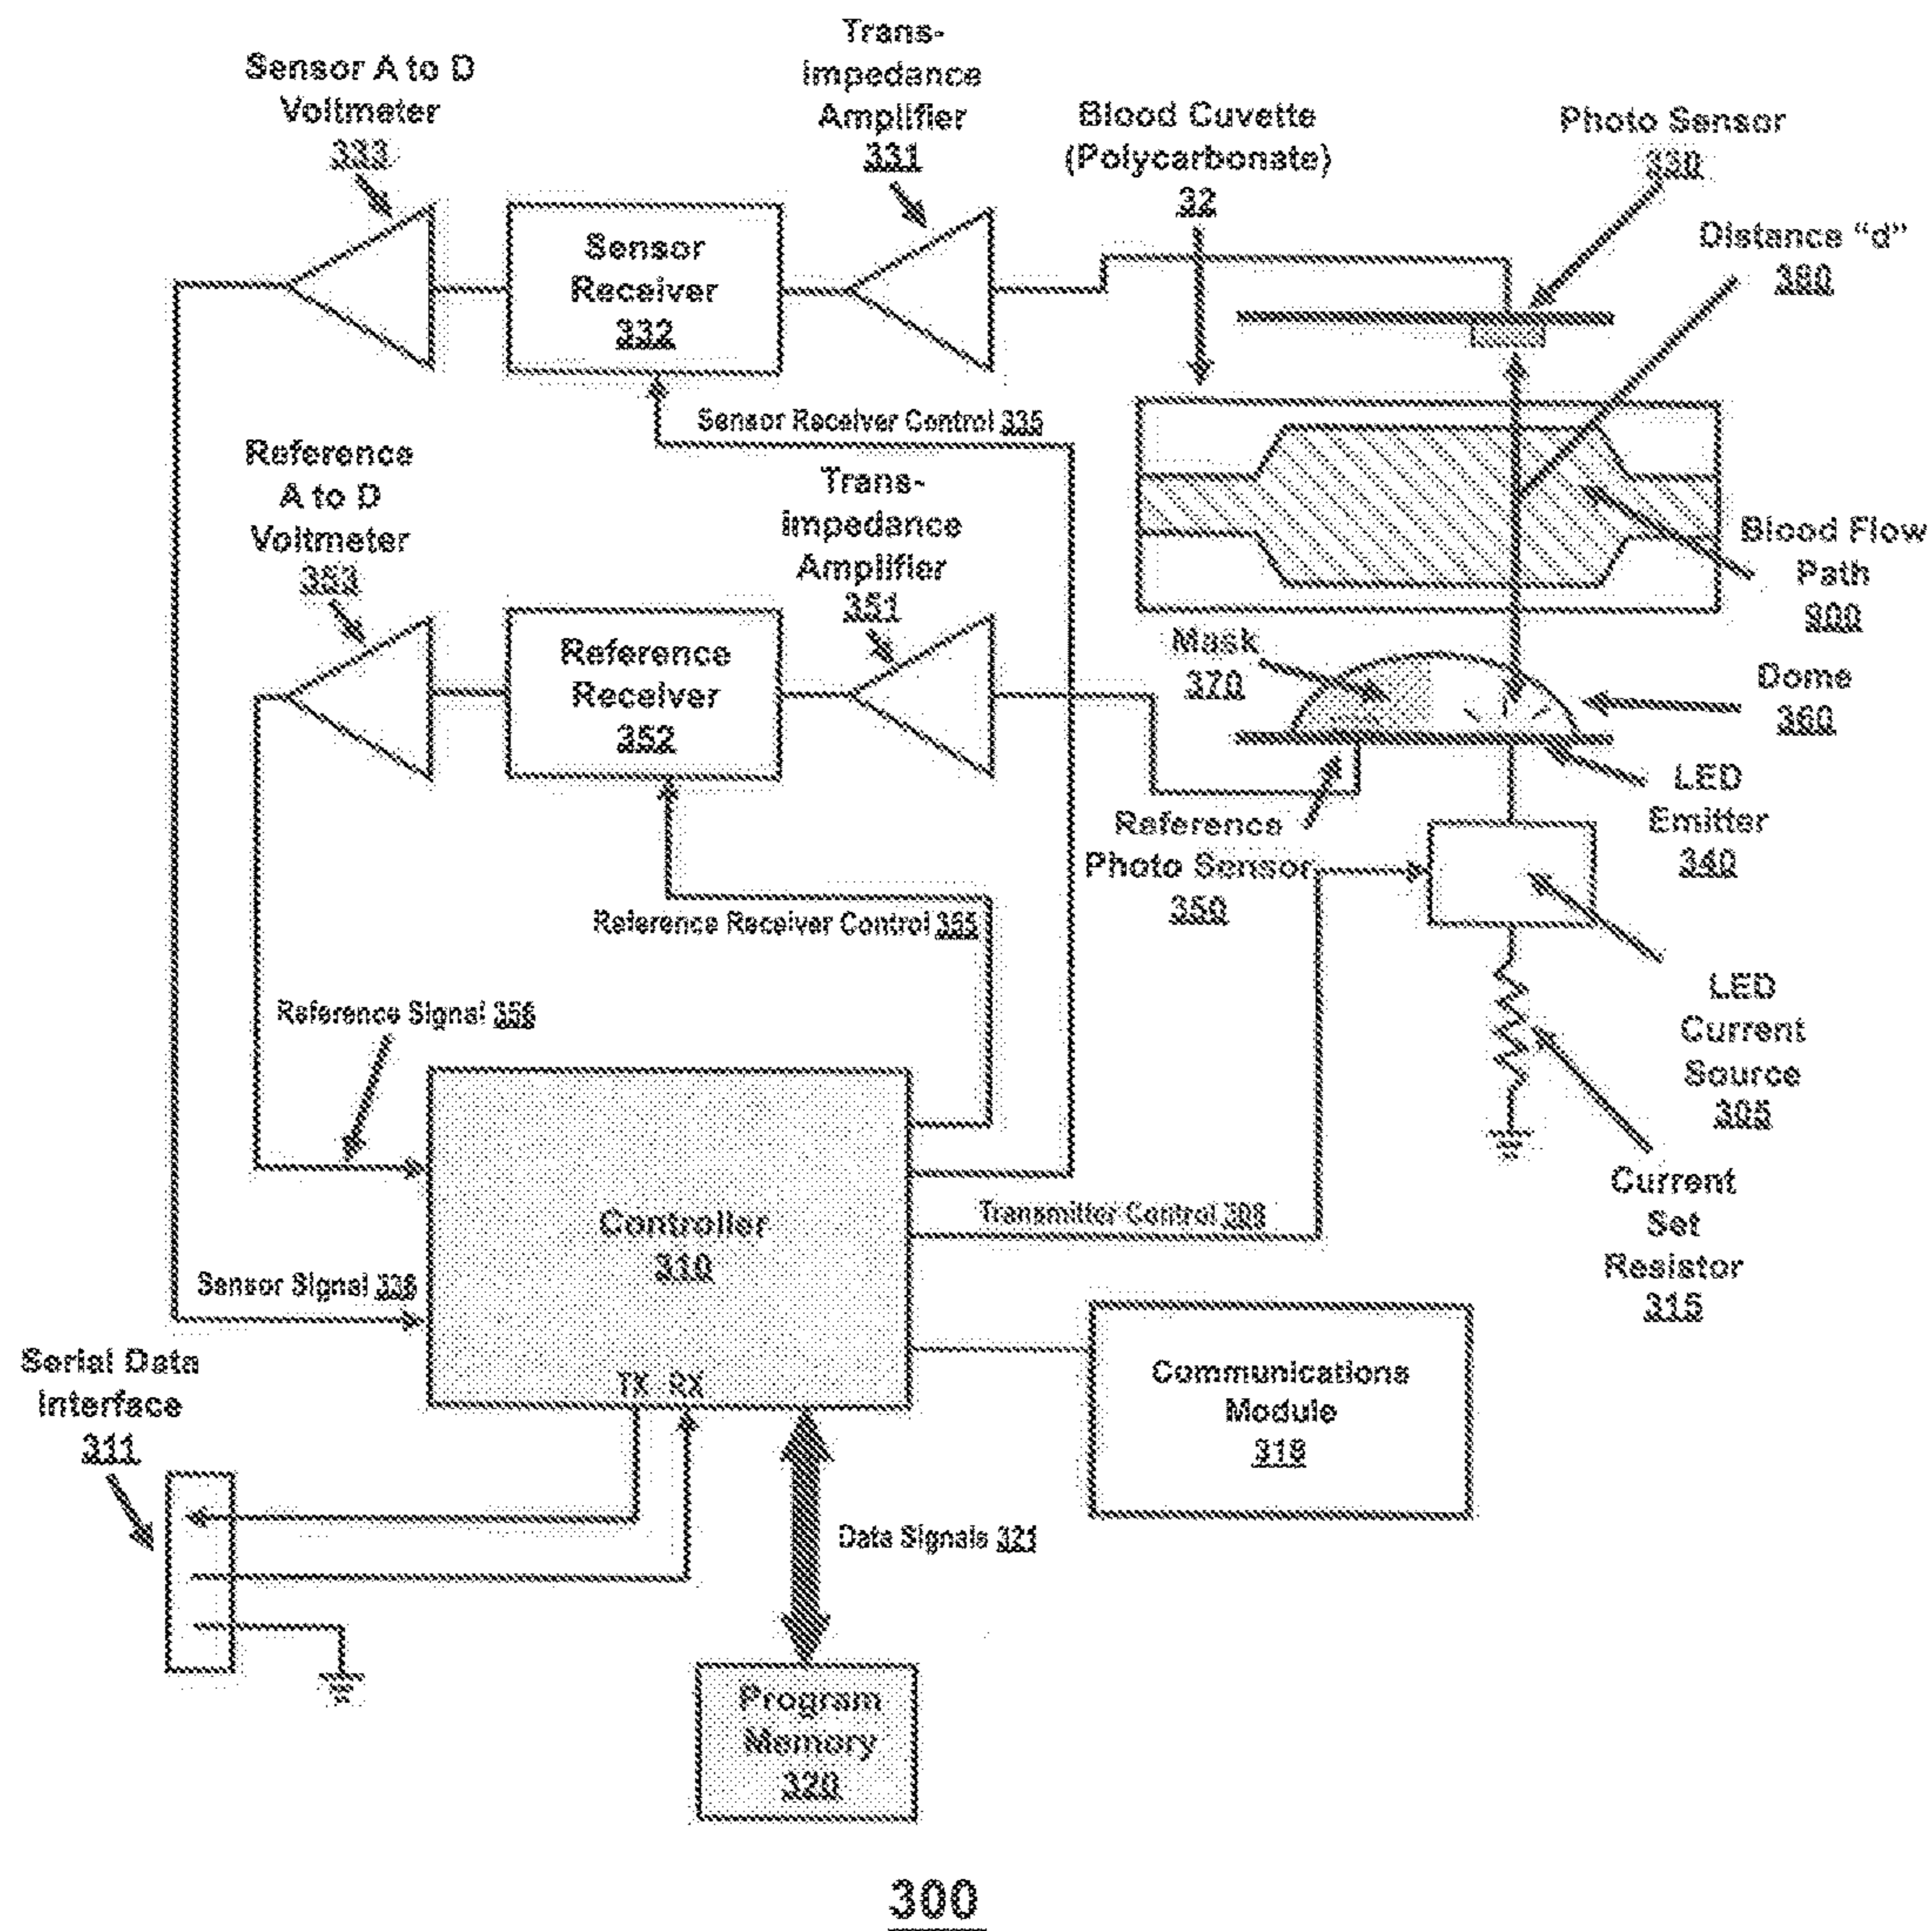 Sensor A to D
Voltmeter
333
Trans-
impedance
Amplifier
331
Blood Cuvette
(Polycarbonate)
32
Photo Sensor
330
Distance "d"
380
Sensor
Receiver
332
Sensor Receiver Control 335
Reference
A to D
Voltmeter
353
Trans-
impedance
Amplifier
351
Blood Flow
Path
900
Reference
Receiver
352
Mask
370
Dome
360
LED
Emitter
340
Reference
Photo Sensor
350
Reference Receiver Control 355
LED
Current
Source
305
Reference Signal 356
Current
Set
Resistor
315
Controller
310
Transmitter Control 308
Sensor Signal 336
TX RX
Serial Data
Interface
311
Communications
Module
318
Data Signals 321
Program
Memory
320
300